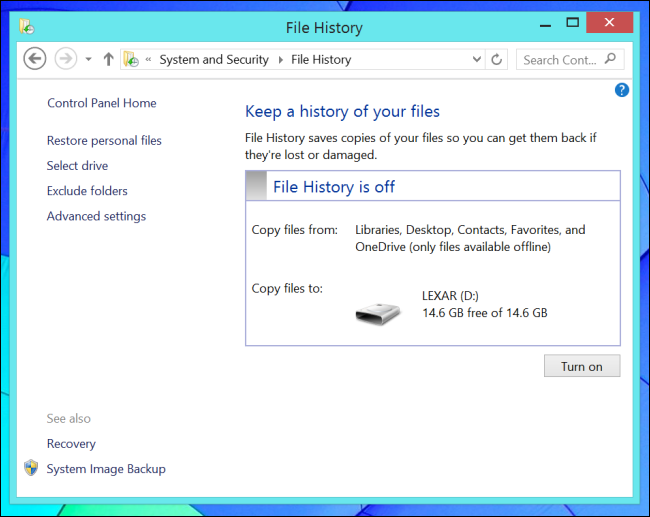 File History
« System and Security File History
Search Cont...
?
Control Panel Home
Restore personal files
Select drive
Exclude folders
Advanced settings
Keep a history of your files
File History saves copies of your files so you can get them back if
they're lost or damaged.
File History is off
Copy files from: Libraries, Desktop, Contacts, Favorites, and
OneDrive (only files available offline)
Copy files to: LEXAR (D:)
14.6 GB free of 14.6 GB
Turn on
See also
Recovery
System Image Backup